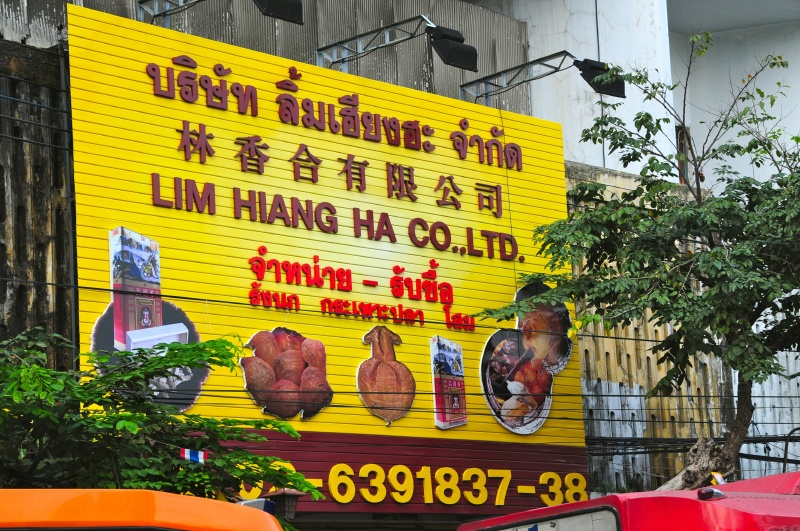 บริษัท ลิ้มเฮียงฮะ จำกัด
林香合有限公司
LIM HIANG HA CO.,LTD.
จำหน่าย - รับซื้อ
รังนก กระเพาะปลา โสม
-6391837-38